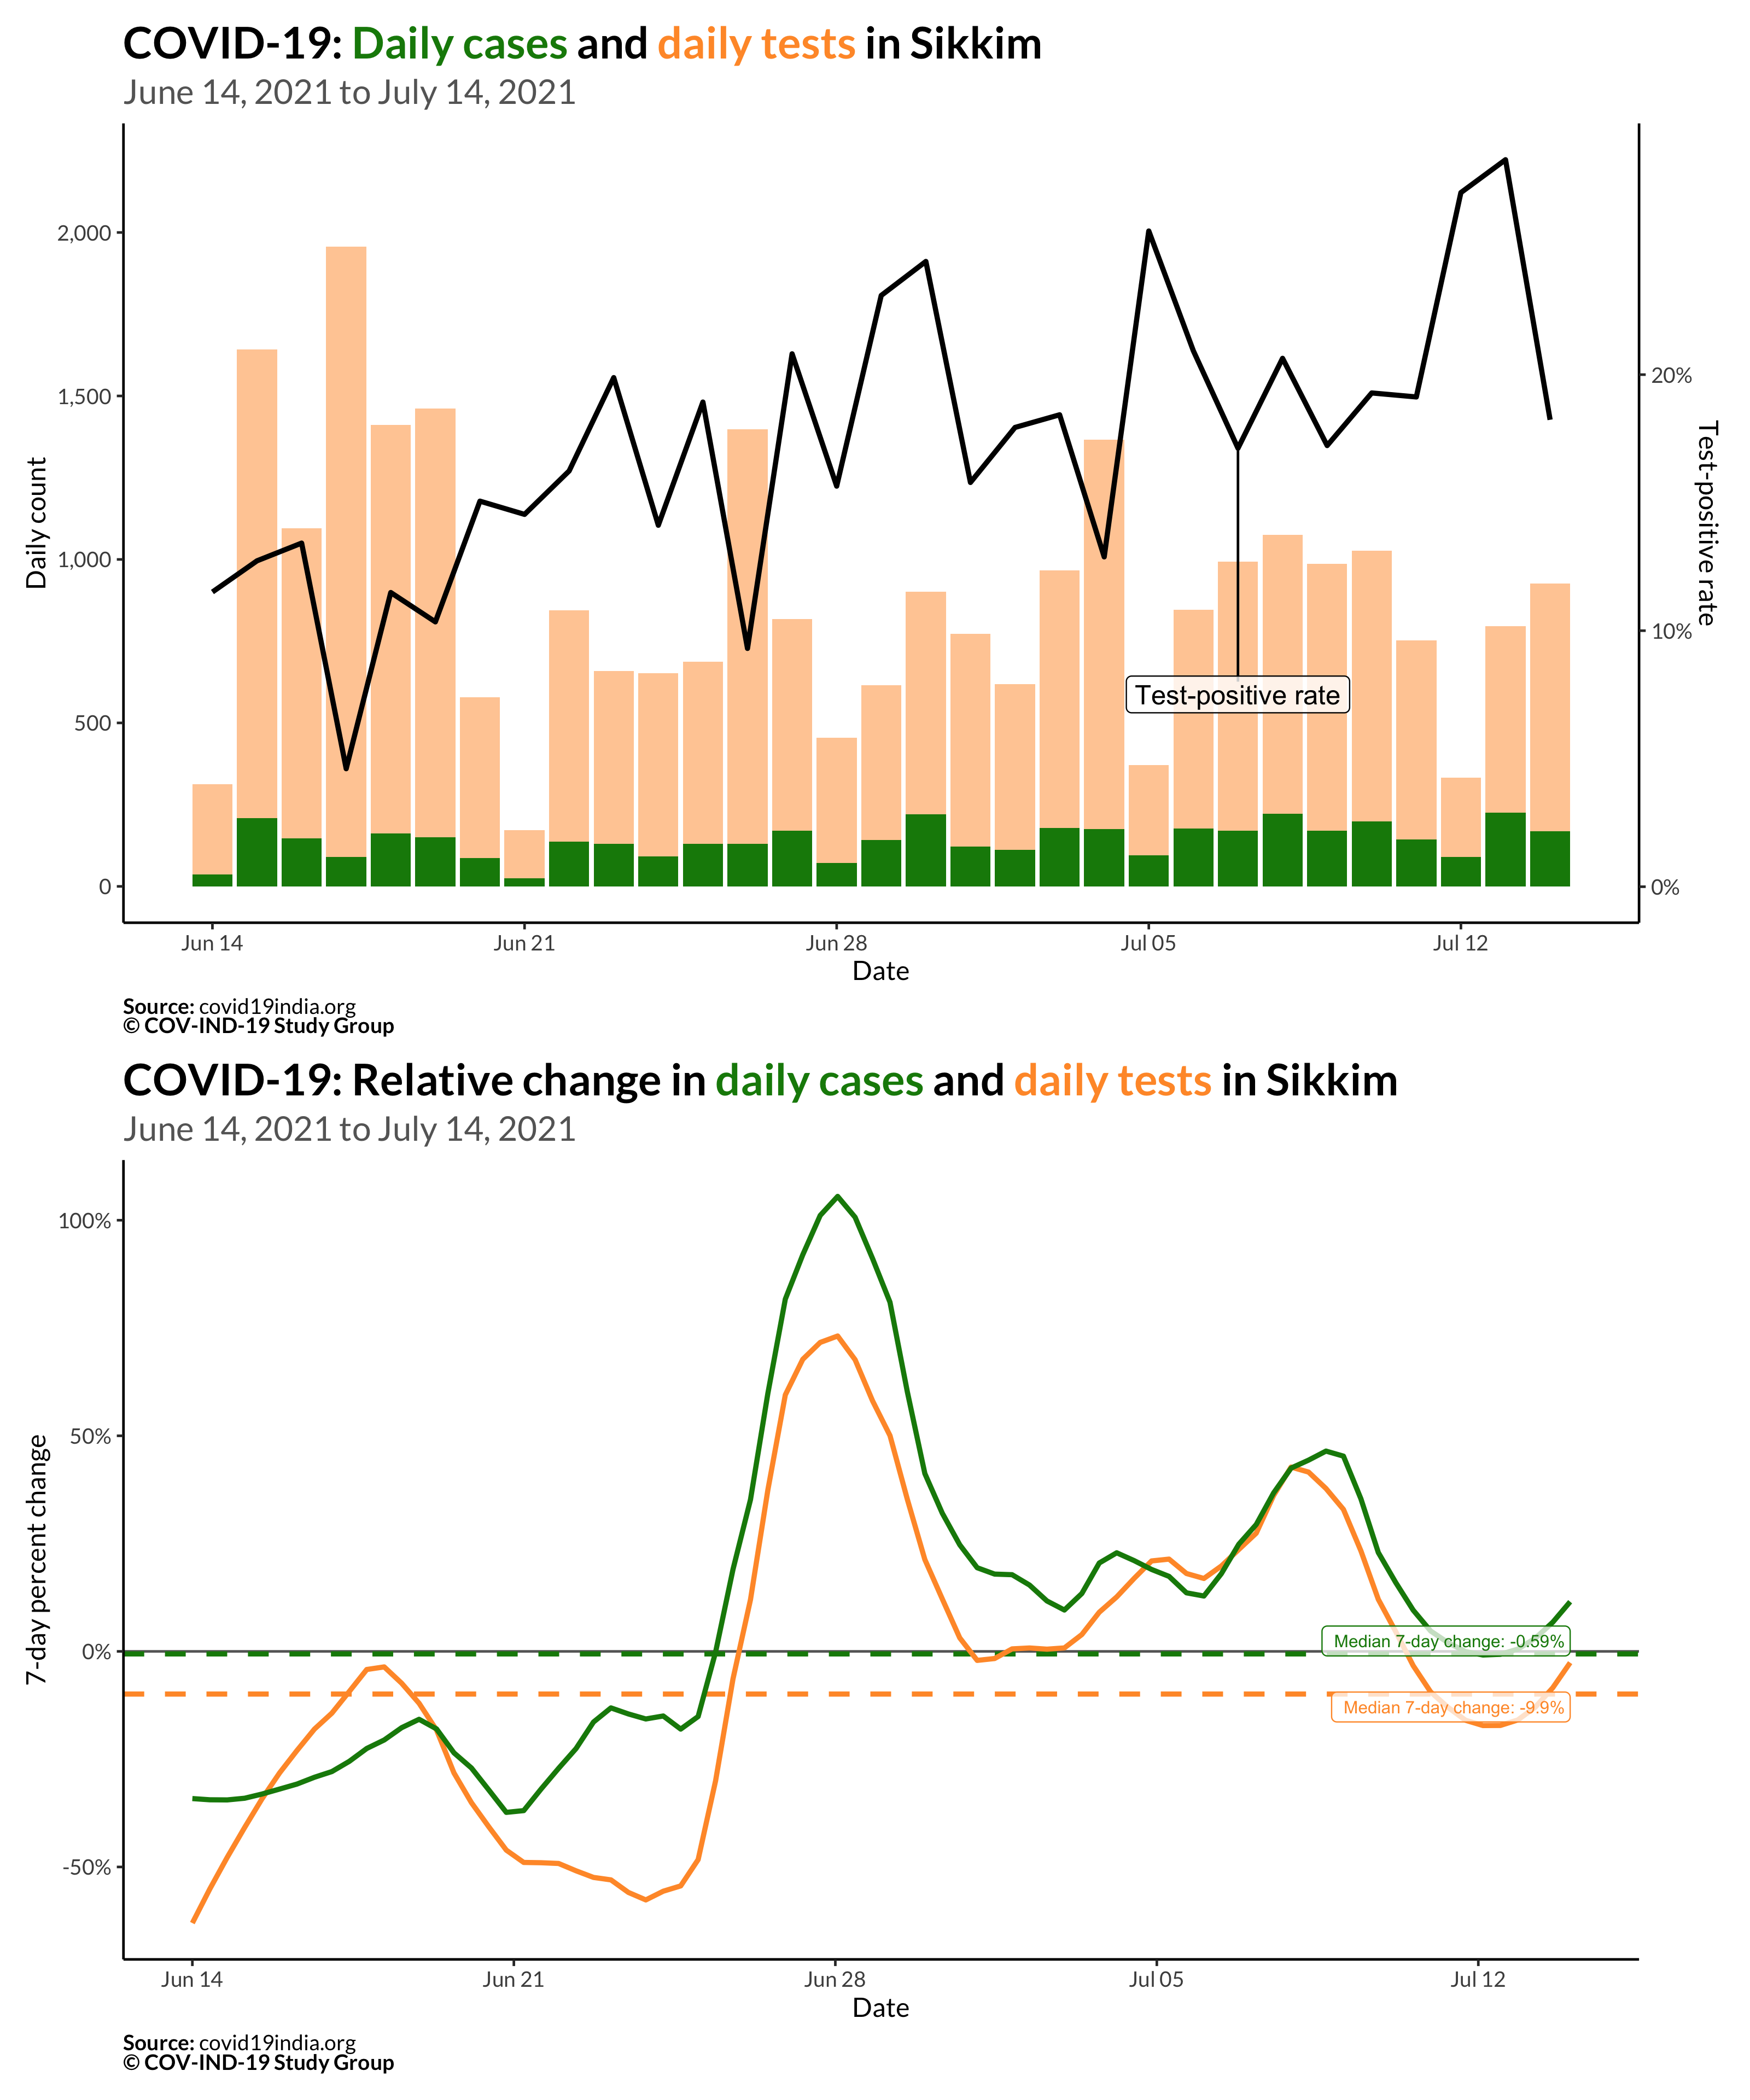 COVID-19: Daily cases and daily tests in Sikkim
June 14, 2021 to July 14, 2021
Daily count
2,000
1,500
1,000
500
0
20%
10%
0%
Test-positive rate
Test-positive rate
Jun 14
Jun 21
Jun 28
Jul 05
Jul 12
Date
Source: covid19india.org
© COV-IND-19 Study Group
COVID-19: Relative change in daily cases and daily tests in Sikkim
June 14, 2021 to July 14, 2021
7-day percent change
100%
50%
0%
-50%
Median 7-day change: -0.59%
Median 7-day change: -9.9%
Jun 14
Jun 21
Jun 28
Jul 05
Jul 12
Date
Source: covid19india.org
© COV-IND-19 Study Group